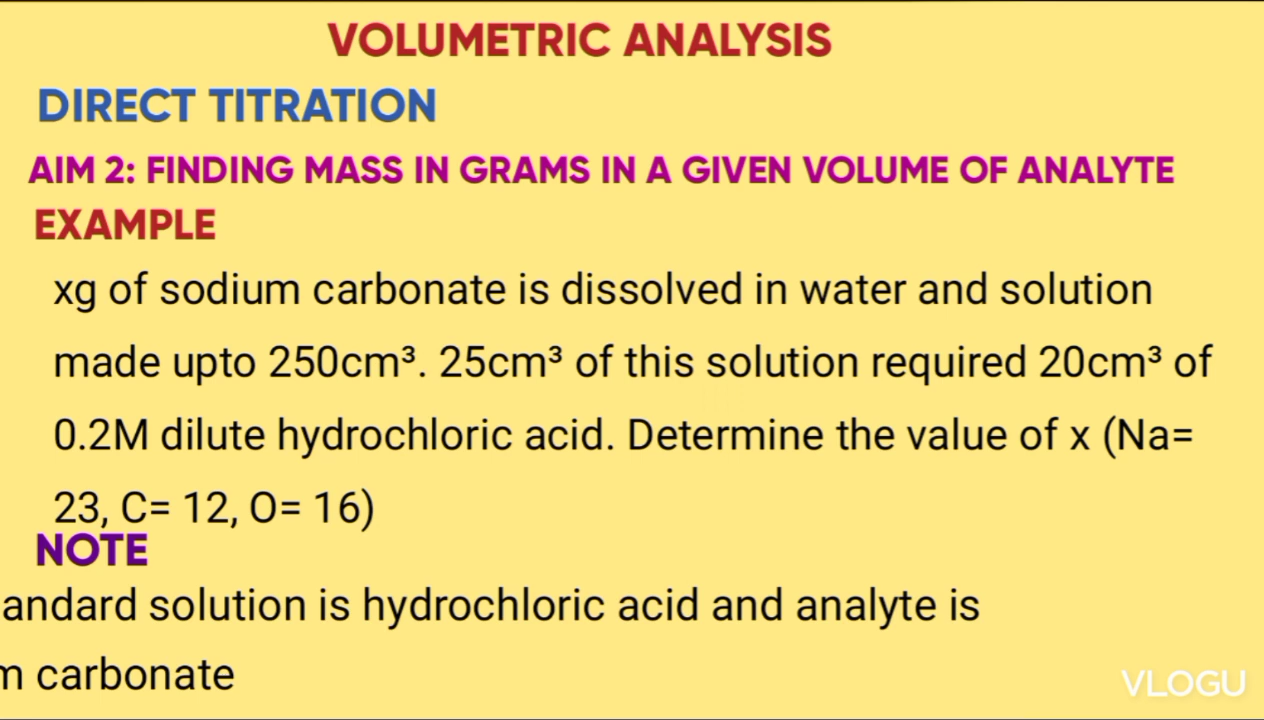 VOLUMETRIC ANALYSIS
DIRECT TITRATION
AIM 2: FINDING MASS IN GRAMS IN A GIVEN VOLUME OF ANALYTE
EXAMPLE
xg of sodium carbonate is dissolved in water and solution
made upto 250cm³. 25cm³ of this solution required 20cm³ of
0.2M dilute hydrochloric acid. Determine the value of x (Na=
23, C= 12, O= 16)
NOTE
andard solution is hydrochloric acid and analyte is
m carbonate
VLOGU